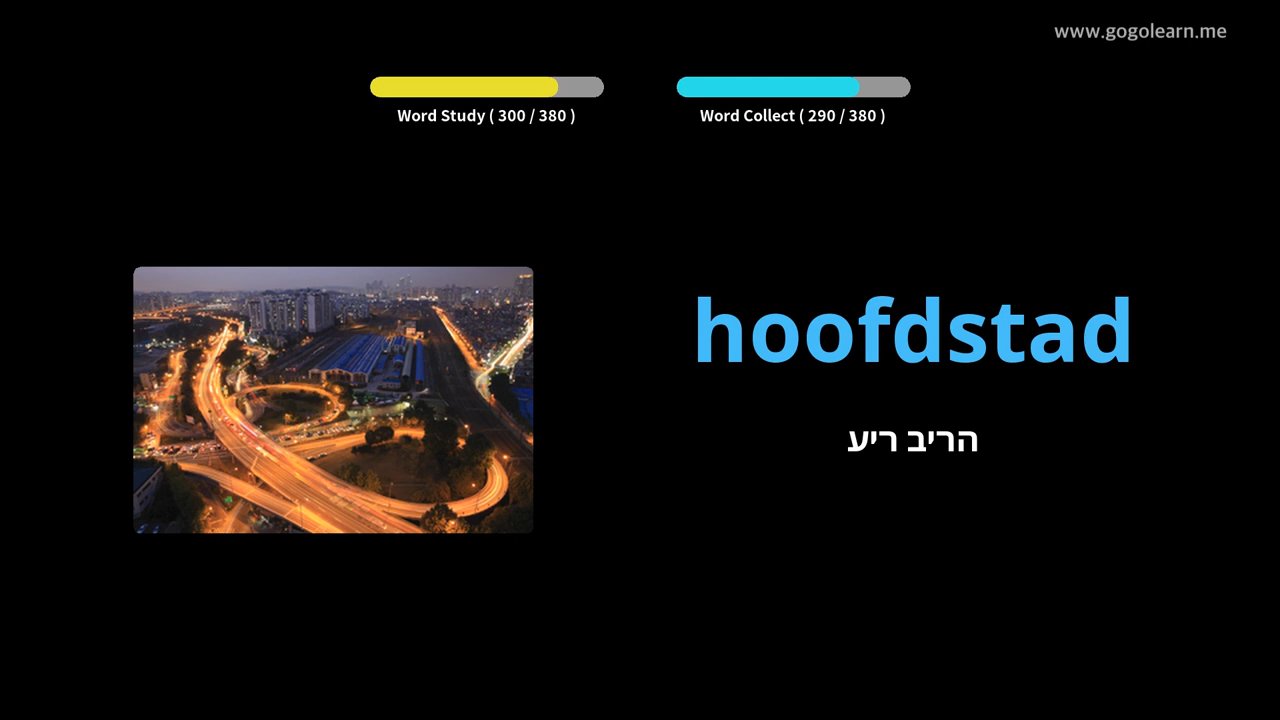 www.gogolearn.me
Word Study ( 300 / 380 )
Word Collect ( 290 / 380 )
hoofdstad
הריב ריע